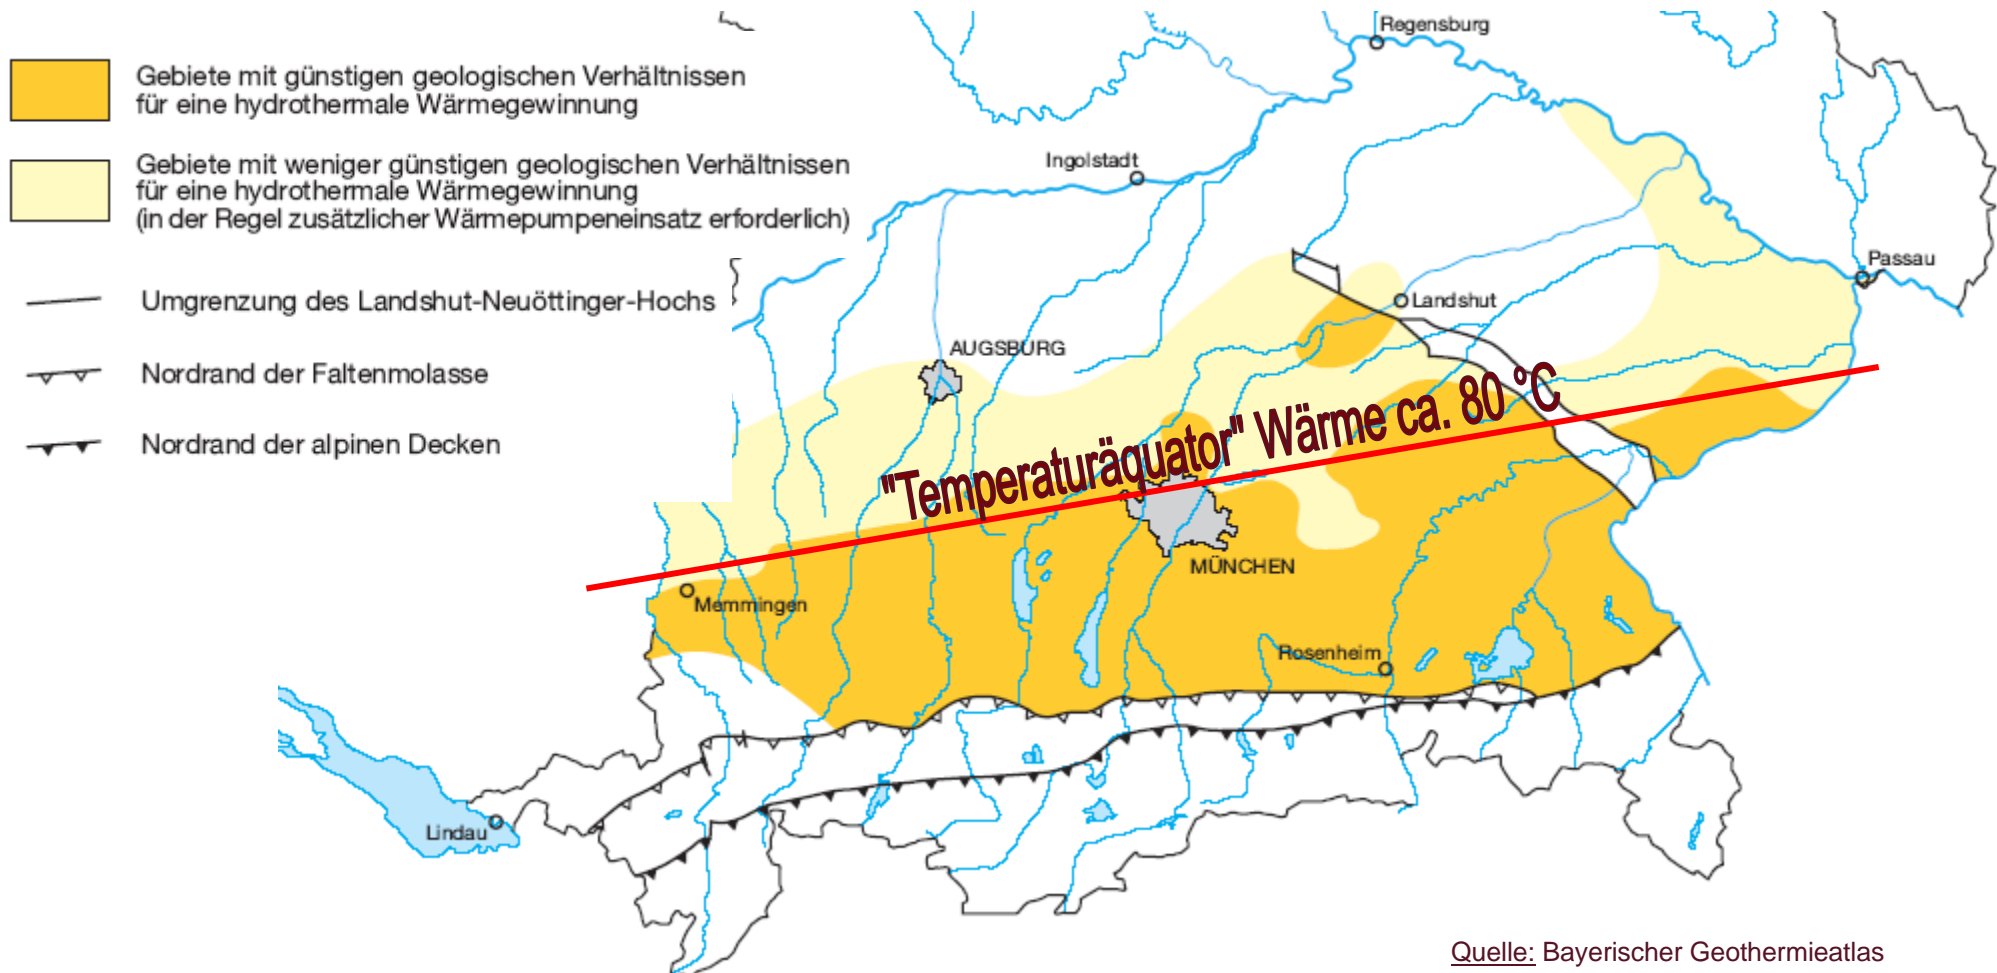 Gebiete mit günstigen geologischen Verhältnissen
für eine hydrothermale Wärmegewinnung
Gebiete mit weniger günstigen geologischen Verhältnissen
für eine hydrothermale Wärmegewinnung
(in der Regel zusätzlicher Wärmepumpeneinsatz erforderlich)
Umgrenzung des Landshut-Neuöttinger-Hochs
Nordrand der Faltenmolasse
Nordrand der alpinen Decken
Regensburg
Ingolstadt
Passau
Landshut
AUGSBURG
"Temperaturäquator" Wärme ca. 80 °C
MÜNCHEN
Memmingen
Rosenheim
Lindau
Quelle: Bayerischer Geothermieatlas